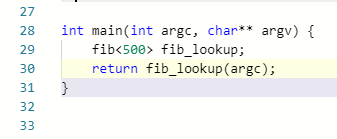 27
28 int main(int argc, char** argv) {
29     fib<500> fib_lookup;
30     return fib_lookup(argc);
31 }
32
33